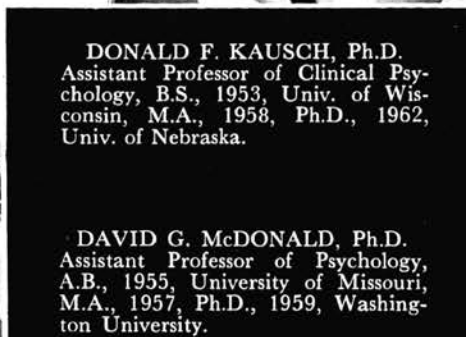 DONALD F. KAUSCH, Ph.D.
Assistant Professor of Clinical Psy-
chology, B.S., 1953, Univ. of Wis-
consin, M.A., 1958, Ph.D., 1962,
Univ. of Nebraska.
DAVID G. McDONALD, Ph.D.
Assistant Professor of Psychology,
A.B., 1955, University of Missouri,
M.A., 1957, Ph.D., 1959, Washing-
ton University.